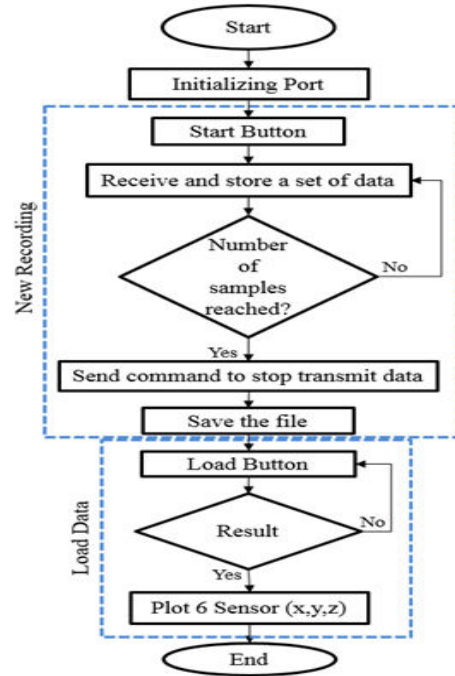 Start
Initializing Port
New Recording
Start Button
Receive and store a set of data
Number
of
samples
reached?
No
Yes
Send command to stop transmit data
Save the file
Load Data
Load Button
Result
No
Yes
Plot 6 Sensor (x,y,z)
End